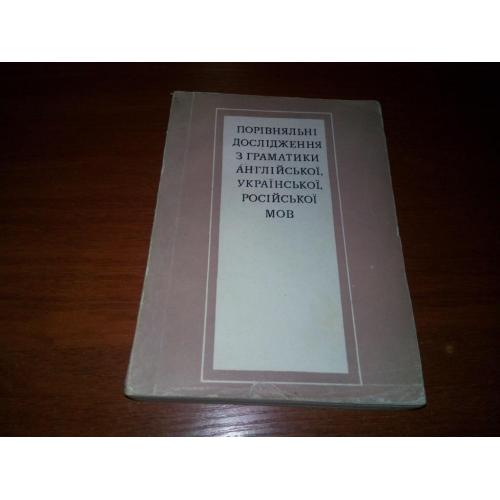 ПОРІВНЯЛЬНІ
ДОСЛІДЖЕННЯ
З ГРАМАТИКИ
АНГЛІЙСЬКОЇ,
УКРАЇНСЬКОЇ,
РОСІЙСЬКОЇ
МОВ